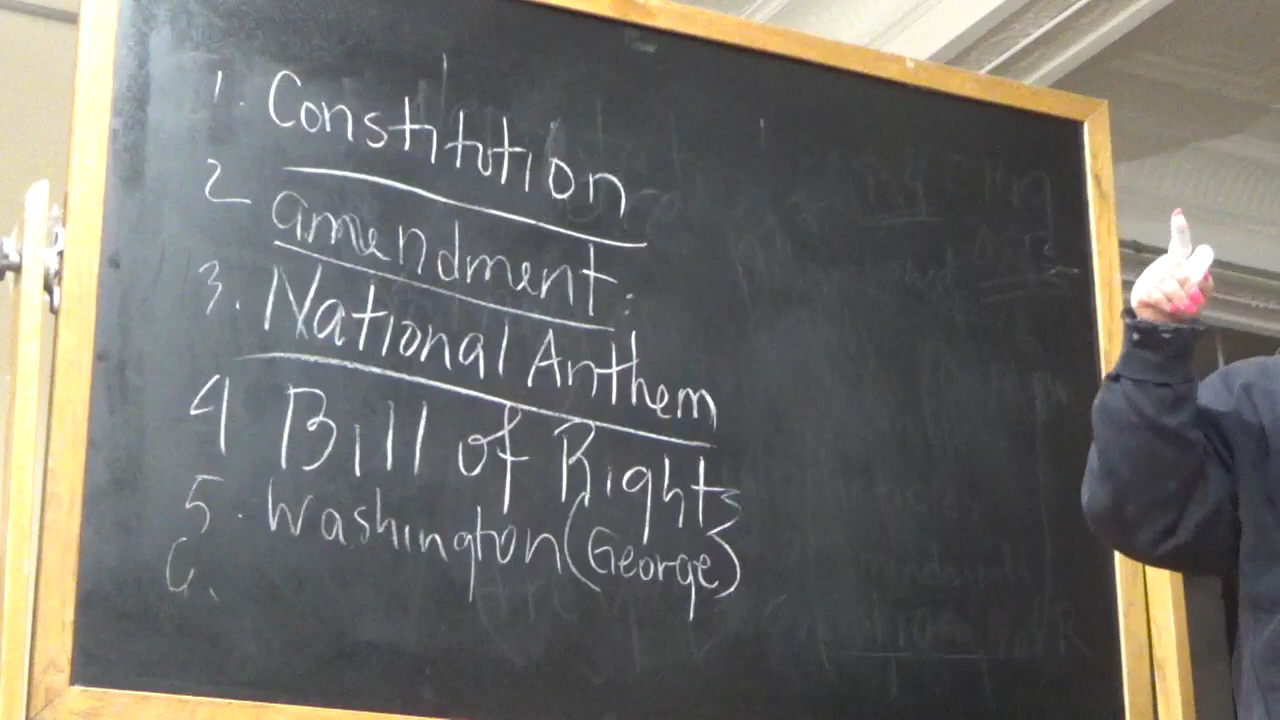 1. Constitution
2 amendment:
3. National Anthem
4 Bill of Rights
5. Washington (George)
6.